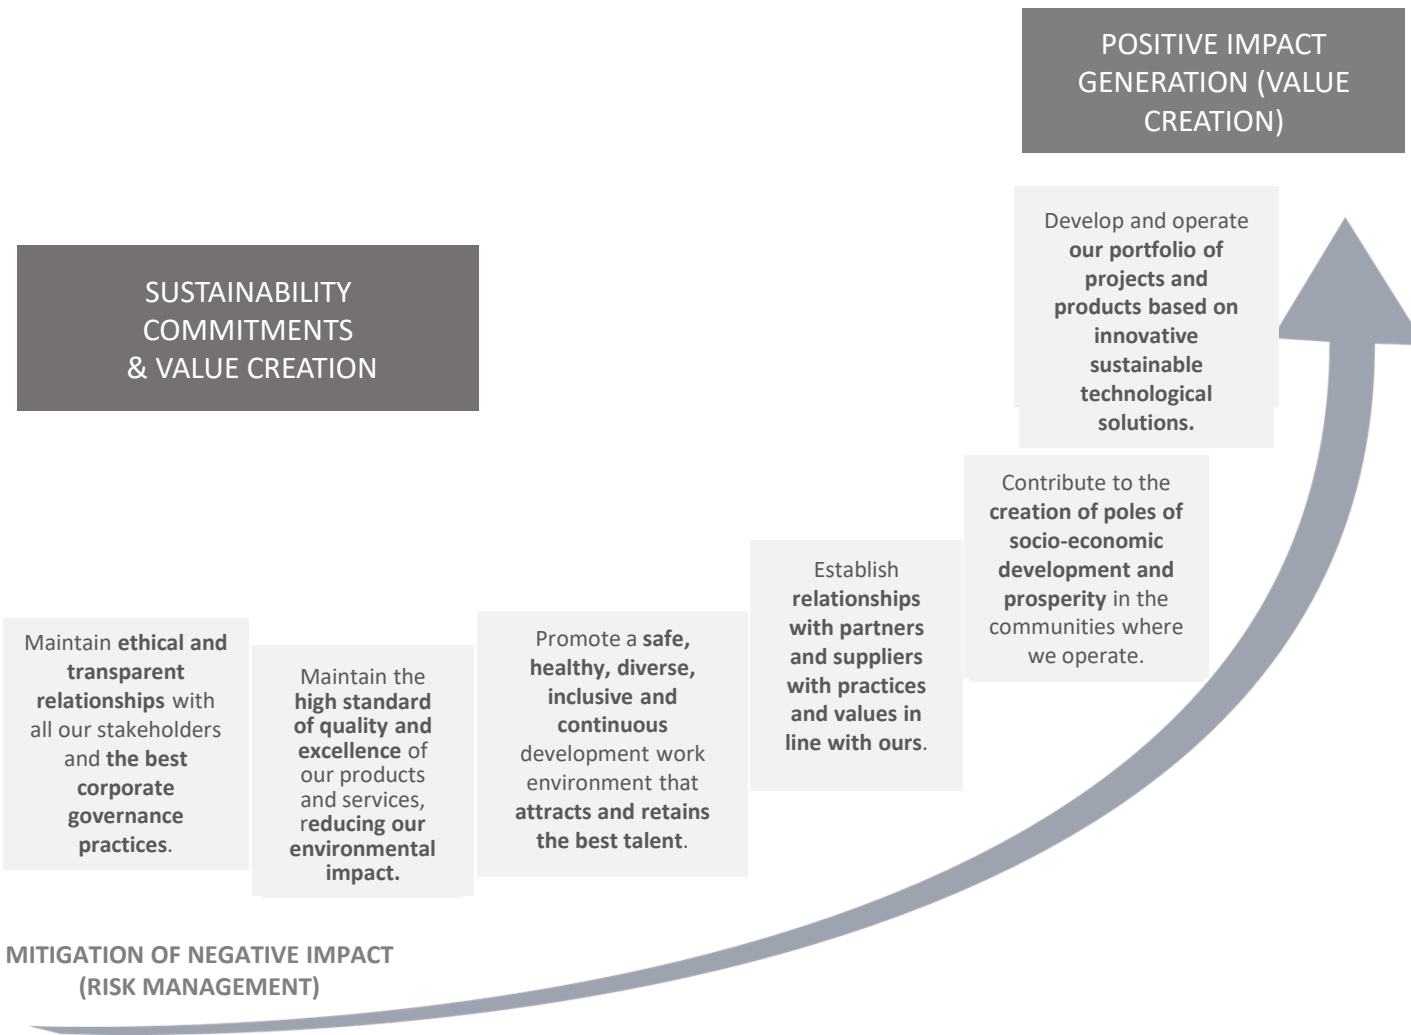 POSITIVE IMPACT
GENERATION (VALUE
CREATION)
SUSTAINABILITY
COMMITMENTS
& VALUE CREATION
Maintain ethical and
transparent
relationships with
all our stakeholders
and the best
corporate
governance
practices.
Maintain the
high standard
of quality and
excellence of
our products
and services,
reducing our
environmental
impact.
Promote a safe,
healthy, diverse,
inclusive and
continuous
development work
environment that
attracts and retains
the best talent.
Establish
relationships
with partners
and suppliers
with practices
and values in
line with ours.
Contribute to the
creation of poles of
socio-economic
development and
prosperity in the
communities where
we operate.
Develop and operate
our portfolio of
projects and
products based on
innovative
sustainable
technological
solutions.
MITIGATION OF NEGATIVE IMPACT
(RISK MANAGEMENT)